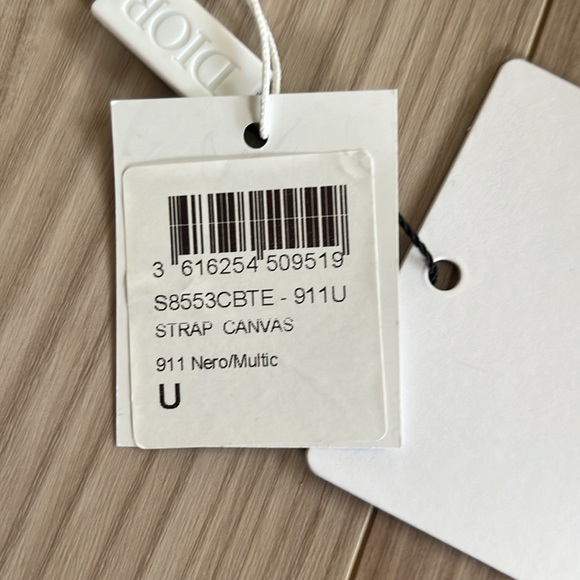 DIOR
3 616254 509519
S8553CBTE - 911U
STRAP CANVAS
911 Nero/Multic
U